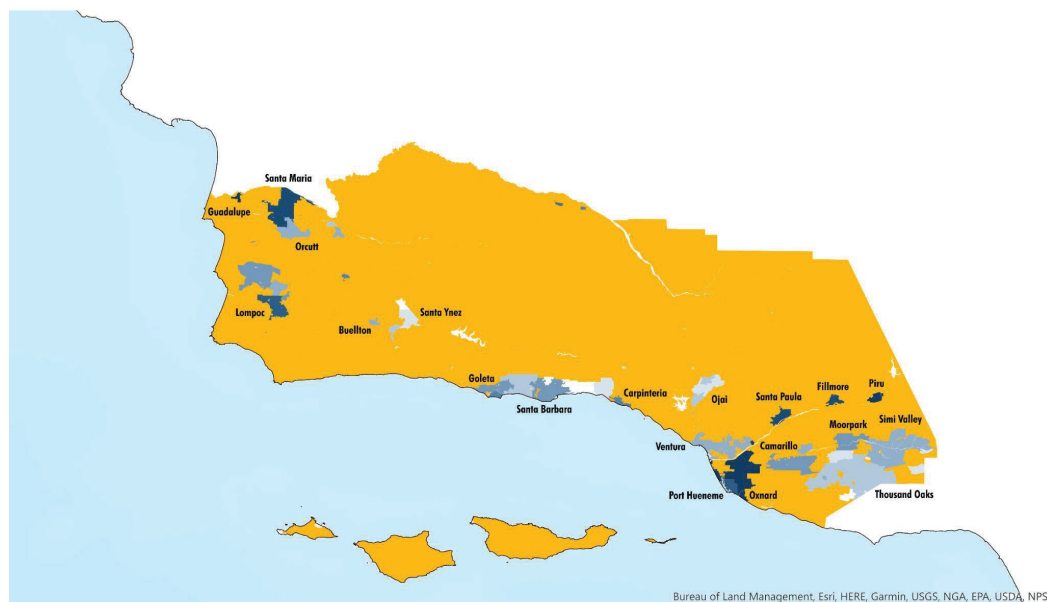 Santa Maria
Guadalupe
Orcutt
Lompoc
Santa Ynez
Buellton
Goleta
Santa Barbara
Carpinteria
Ojai
Santa Paula
Fillmore
Piru
Simi Valley
Moorpark
Ventura
Camarillo
Port Hueneme
Oxnard
Thousand Oaks
Bureau of Land Management, Esri, HERE, Garmin, USGS, NGA, EPA, USDA, NPS